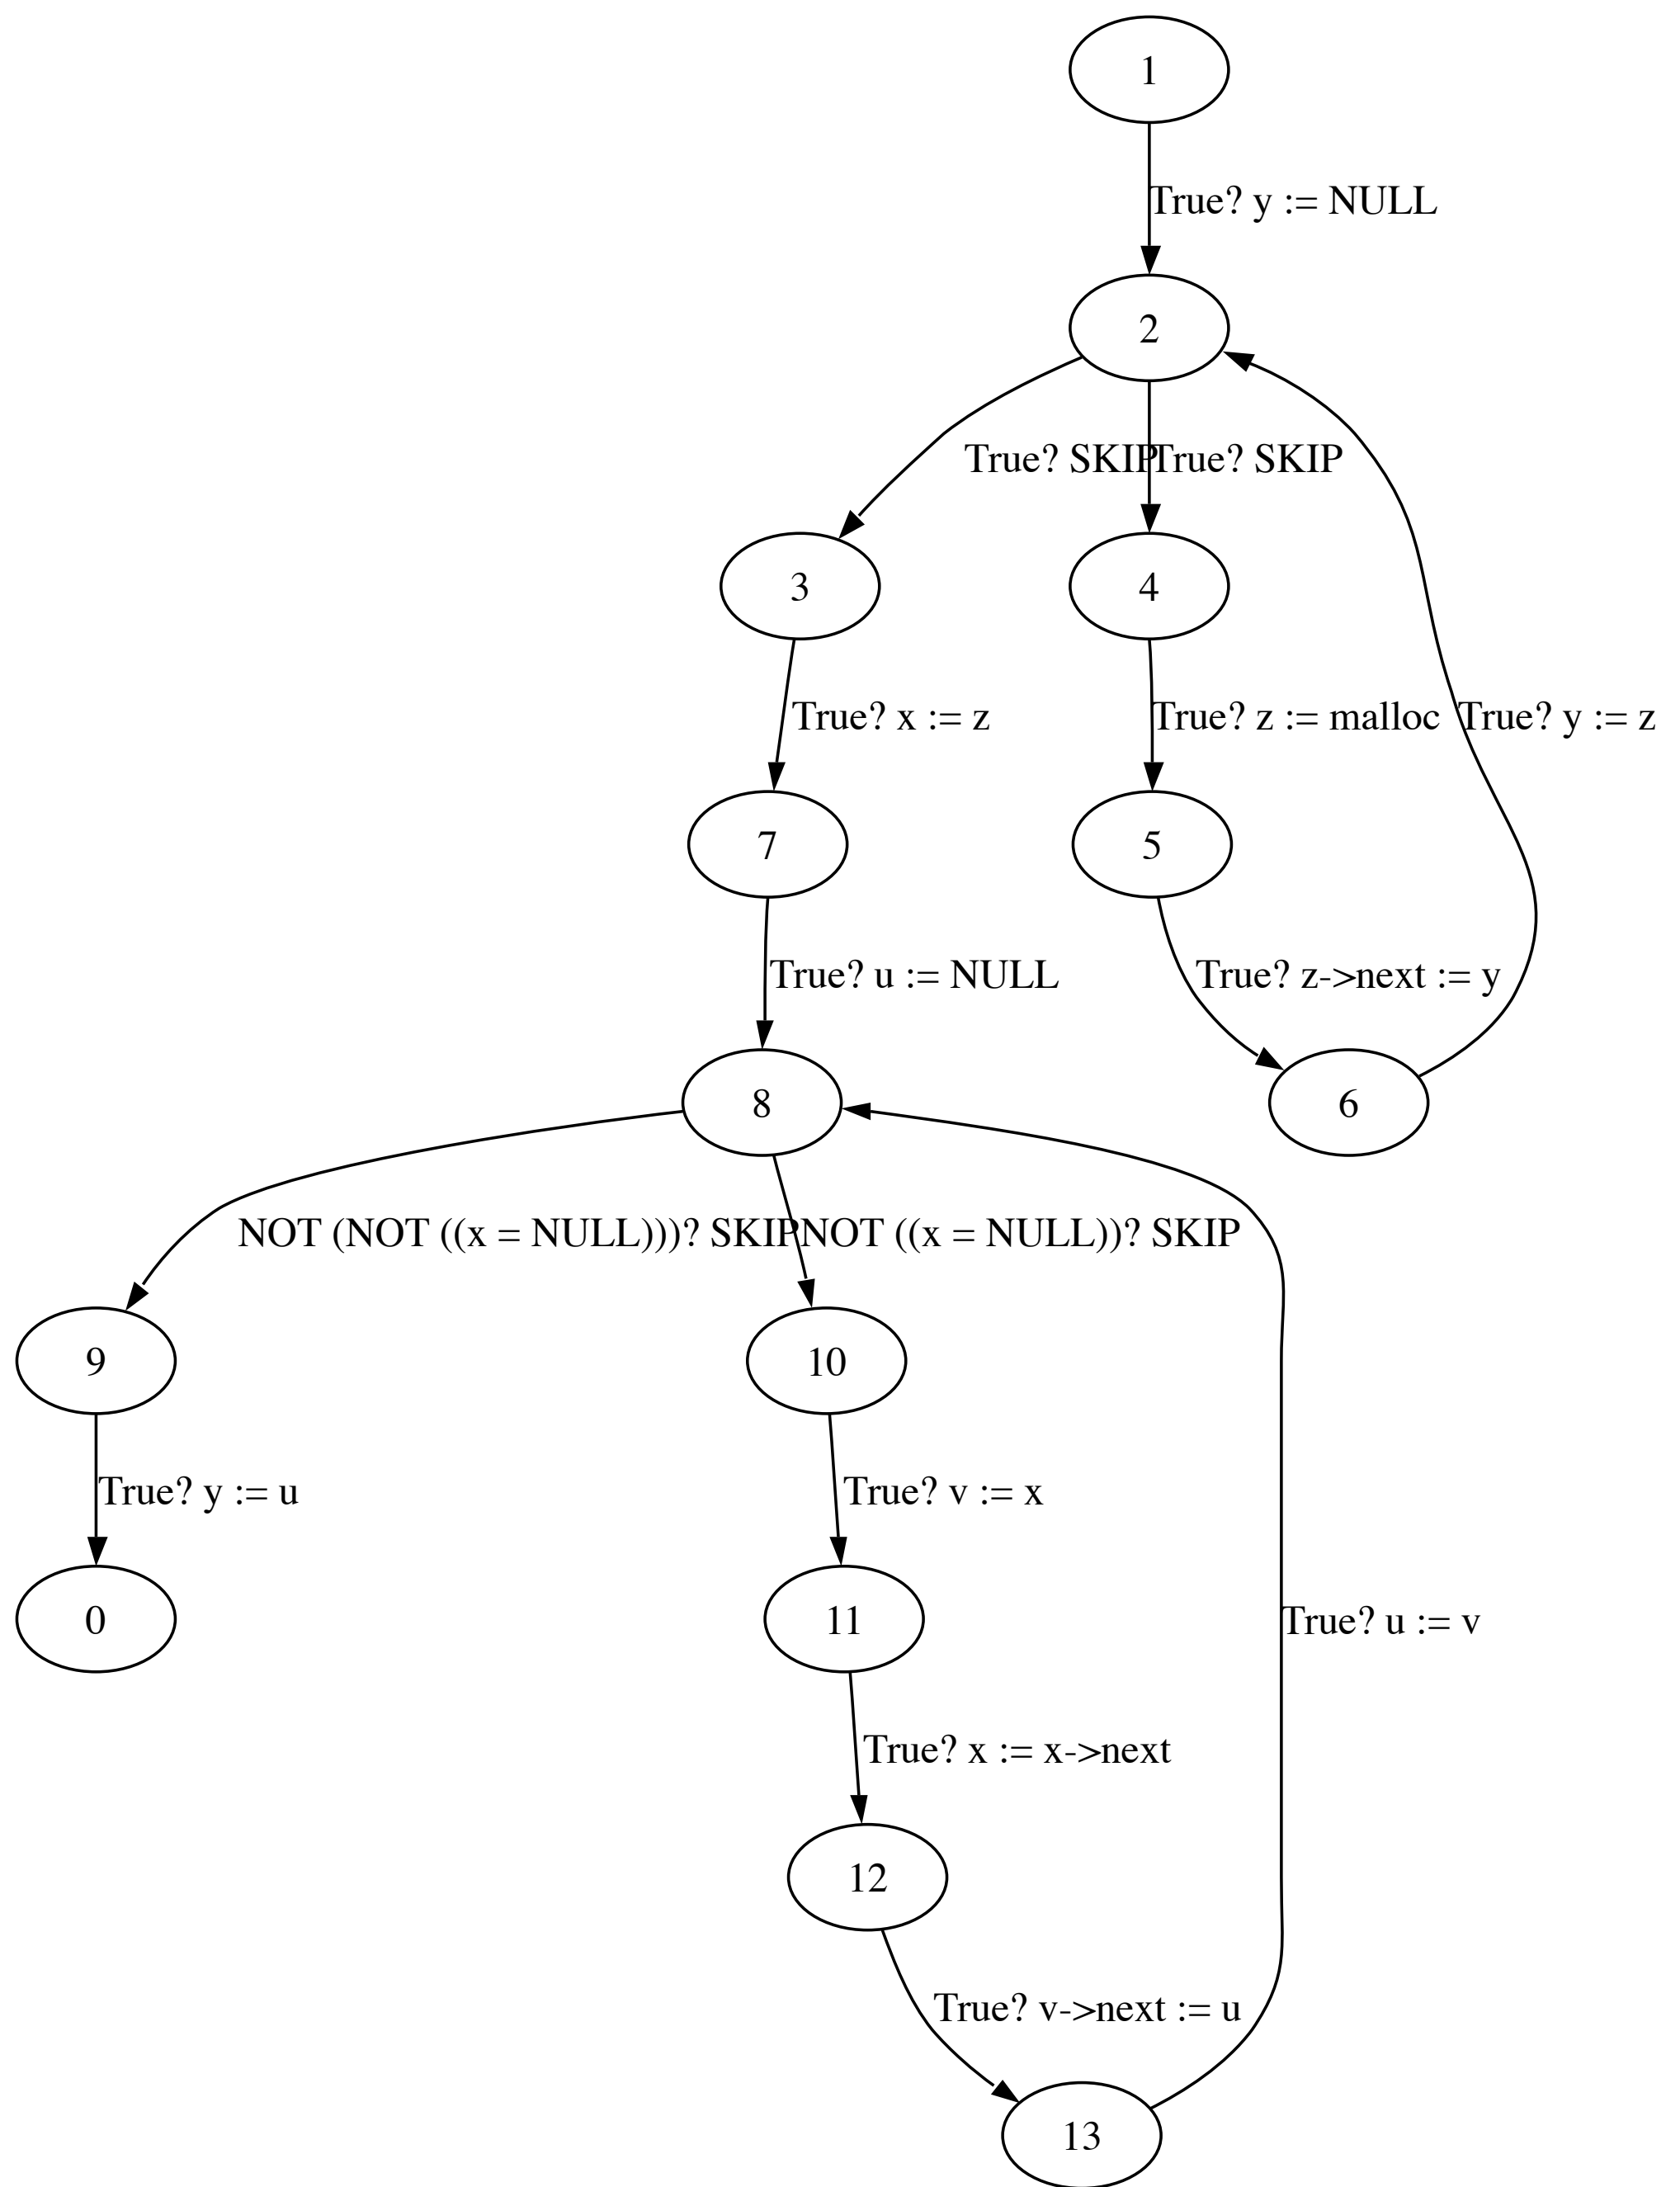 1
True? y := NULL
2
True? SKIP
True? SKIP
3
4
True? x := z
True? z := malloc
True? y := z
7
5
True? u := NULL
True? z->next := y
8
6
NOT (NOT ((x = NULL)))? SKIP
NOT ((x = NULL))? SKIP
9
10
True? y := u
True? v := x
0
11
True? u := v
True? x := x->next
12
True? v->next := u
13